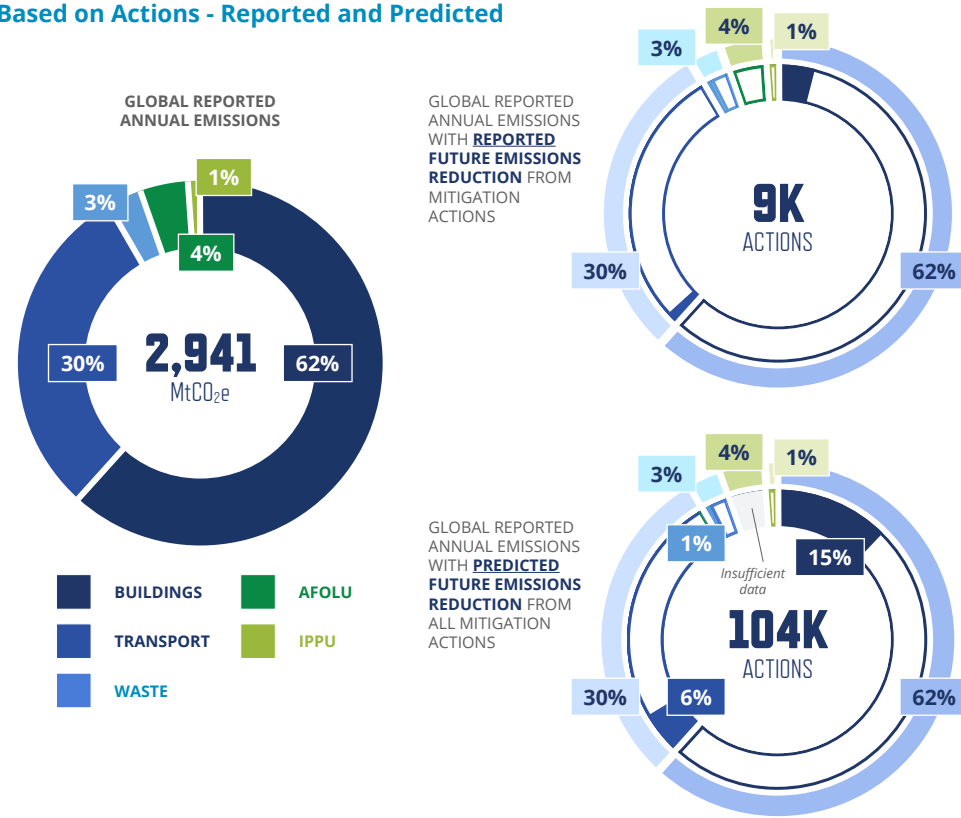 Based on Actions - Reported and Predicted
GLOBAL REPORTED
ANNUAL EMISSIONS
1%
3%
4%
30%
2,941
MtCO₂e
62%
BUILDINGS
AFOLU
TRANSPORT
IPPU
WASTE
GLOBAL REPORTED
ANNUAL EMISSIONS
WITH REPORTED
FUTURE EMISSIONS
REDUCTION FROM
MITIGATION
ACTIONS
3%
4%
1%
9K
ACTIONS
30%
62%
GLOBAL REPORTED
ANNUAL EMISSIONS
WITH PREDICTED
FUTURE EMISSIONS
REDUCTION FROM
ALL MITIGATION
ACTIONS
3%
4%
1%
1%
15%
Insufficient
data
104K
ACTIONS
30%
6%
62%